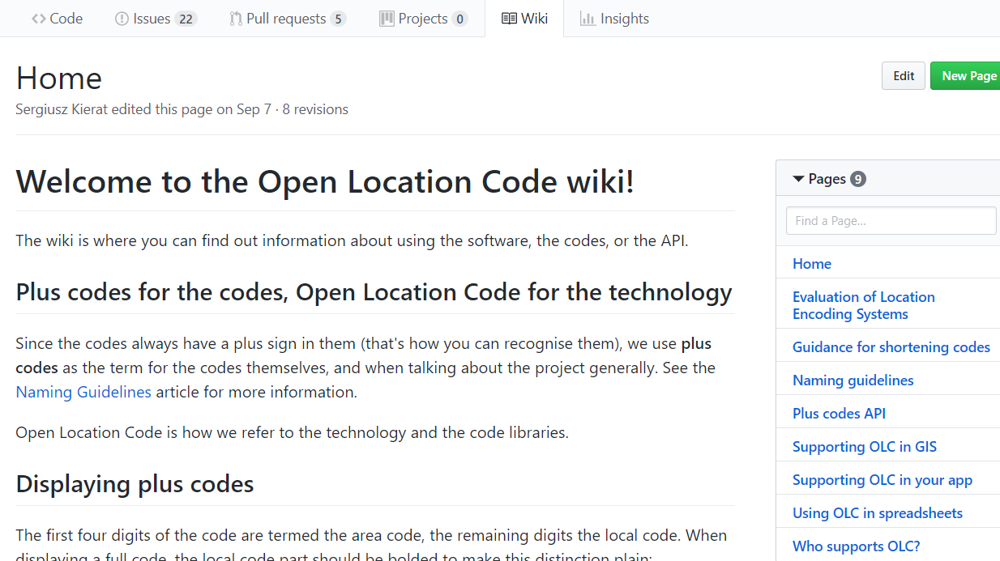 Code Issues 22 Pull requests 5 Projects 0 Wiki Insights
Home
Edit New Page
Sergiusz Kierat edited this page on Sep 7 · 8 revisions
Welcome to the Open Location Code wiki!
The wiki is where you can find out information about using the software, the codes, or the API.
Plus codes for the codes, Open Location Code for the technology
Since the codes always have a plus sign in them (that's how you can recognise them), we use plus
codes as the term for the codes themselves, and when talking about the project generally. See the
Naming Guidelines article for more information.
Open Location Code is how we refer to the technology and the code libraries.
Displaying plus codes
The first four digits of the code are termed the area code, the remaining digits the local code. When
displaying a full code, the local code part should be bolded to make this distinction plain:
Pages 9
Find a Page...
Home
Evaluation of Location
Encoding Systems
Guidance for shortening codes
Naming guidelines
Plus codes API
Supporting OLC in GIS
Supporting OLC in your app
Using OLC in spreadsheets
Who supports OLC?